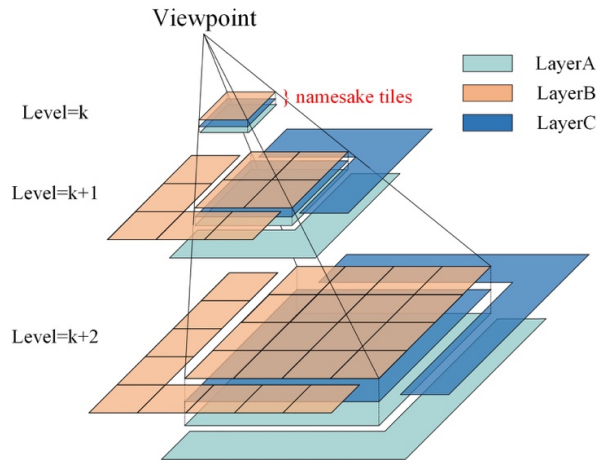 Viewpoint
LayerA
LayerB
LayerC
Level=k
} namesake tiles
Level=k+1
Level=k+2